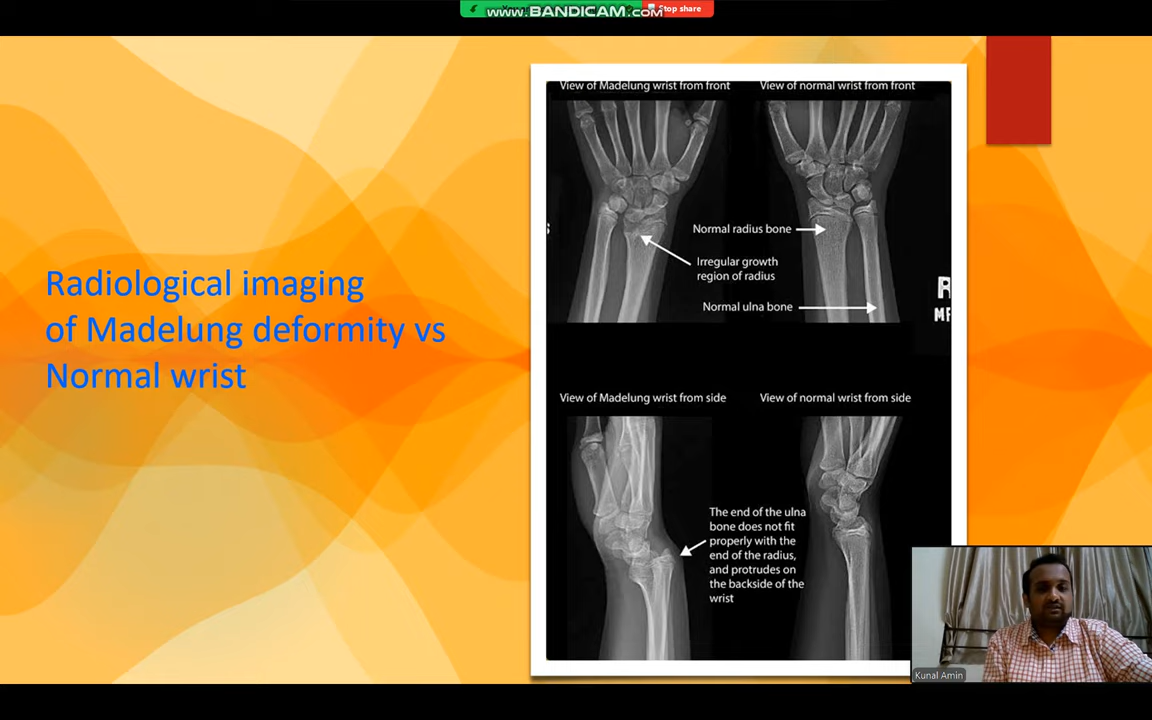 www.BANDICAM.COM
Stop share
View of Madelung wrist from front
View of normal wrist from front
Normal radius bone
Irregular growth
region of radius
Normal ulna bone
R
Radiological imaging
of Madelung deformity vs
Normal wrist
View of Madelung wrist from side
View of normal wrist from side
The end of the ulna
bone does not fit
properly with the
end of the radius,
and protrudes on
the backside of the
wrist
Kunal Amin